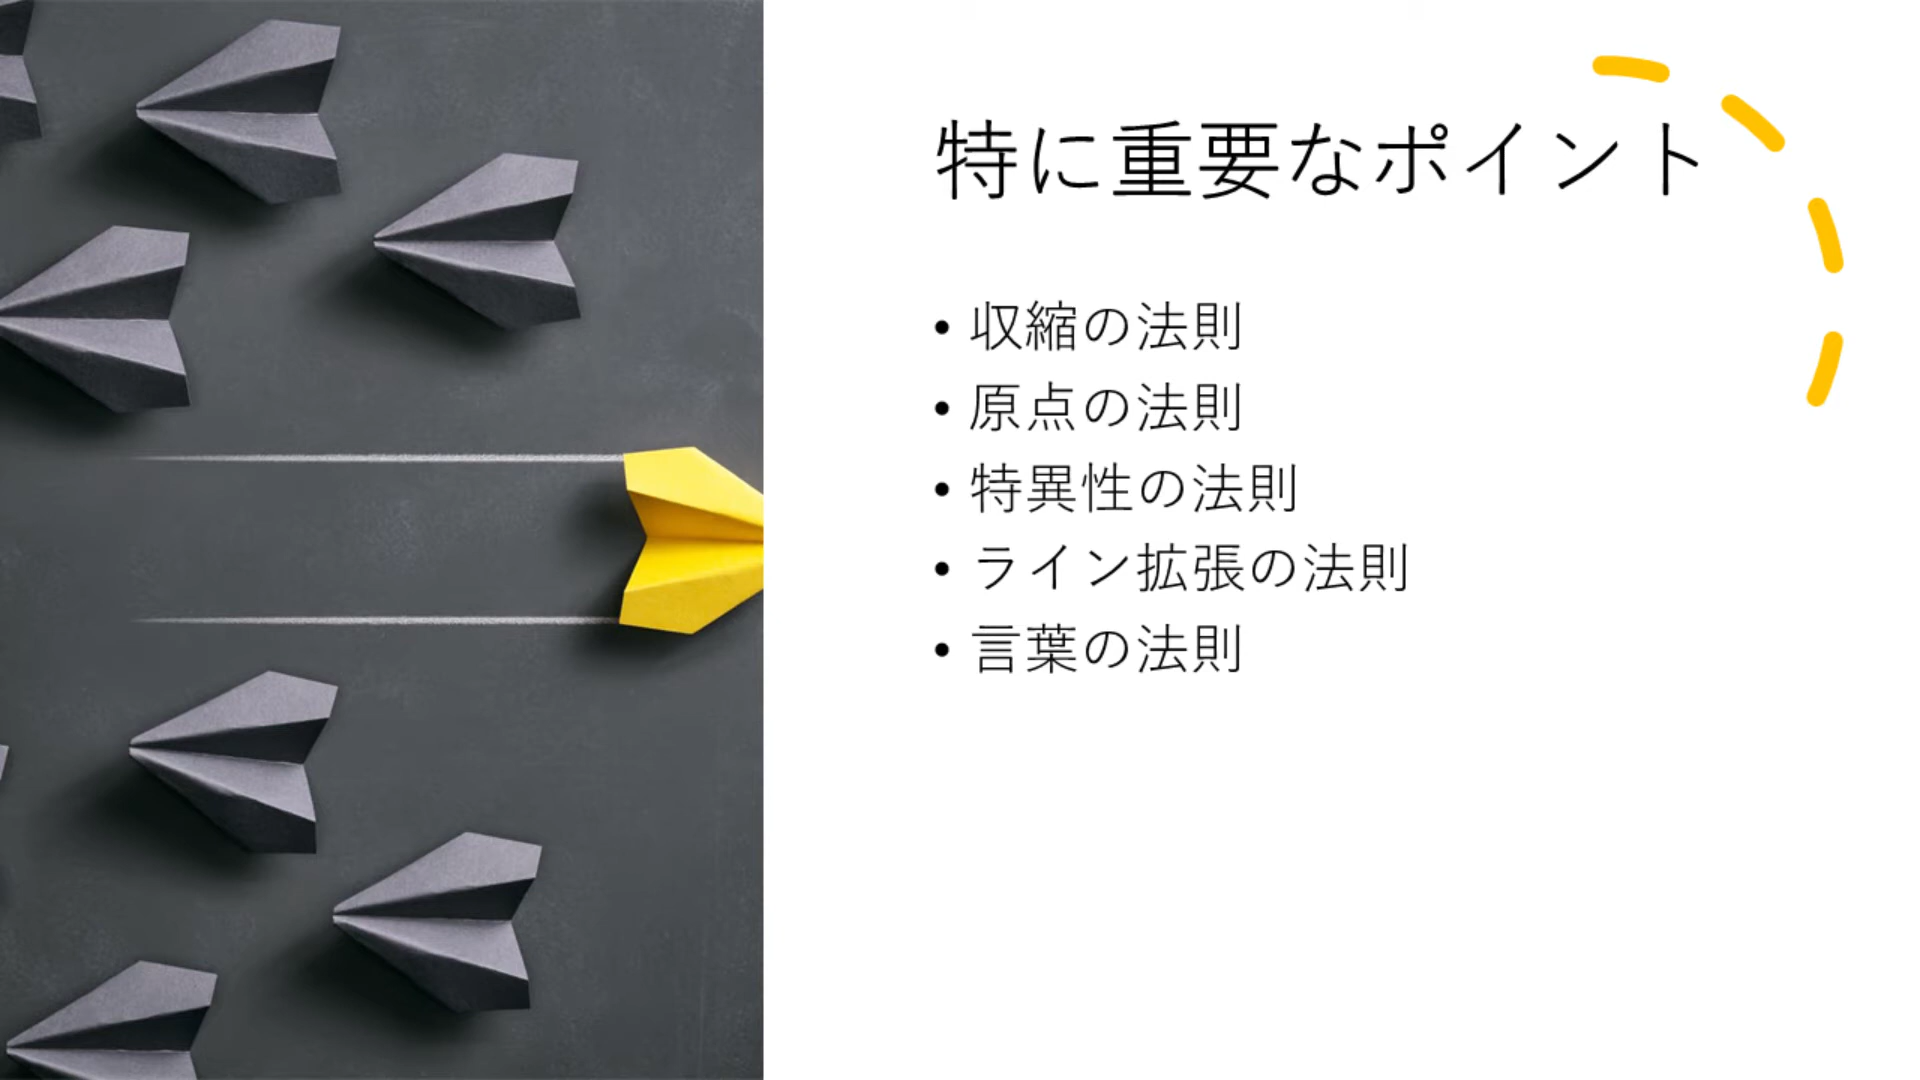 特に重要なポイント
• 収縮の法則
• 原点の法則
• 特異性の法則
• ライン拡張の法則
• 言葉の法則